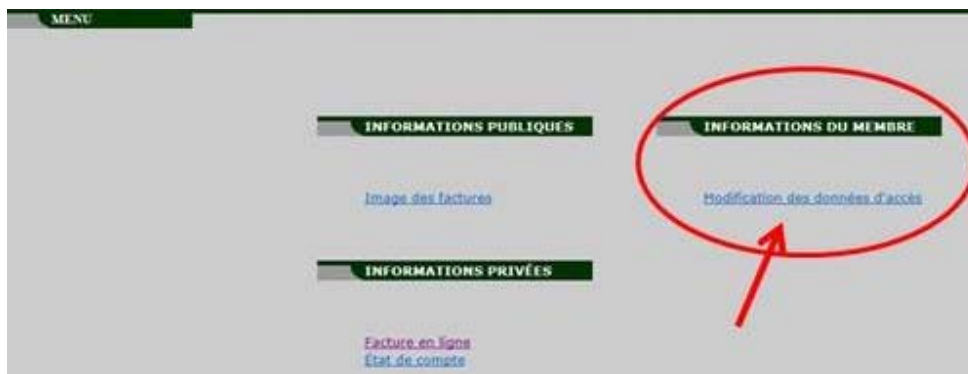 MENU
INFORMATIONS PUBLIQUES
Image des factures
INFORMATIONS DU MEMBRE
Modification des données d'accès
INFORMATIONS PRIVÉES
Facture en ligne
État de compte